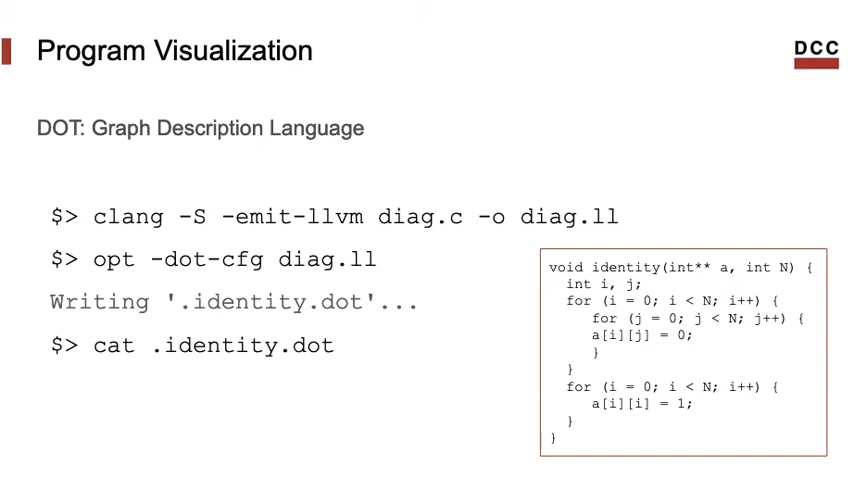 Program Visualization
DCC
DOT: Graph Description Language
$> clang -S -emit-llvm diag.c -o diag.ll
$> opt -dot-cfg diag.ll
Writing '.identity.dot'...
$> cat .identity.dot
void identity(int** a, int N) {
  int i, j;
  for (i = 0; i < N; i++) {
    for (j = 0; j < N; j++) {
    a[i][j] = 0;
    }
  }
  for (i = 0; i < N; i++) {
    a[i][i] = 1;
  }
}